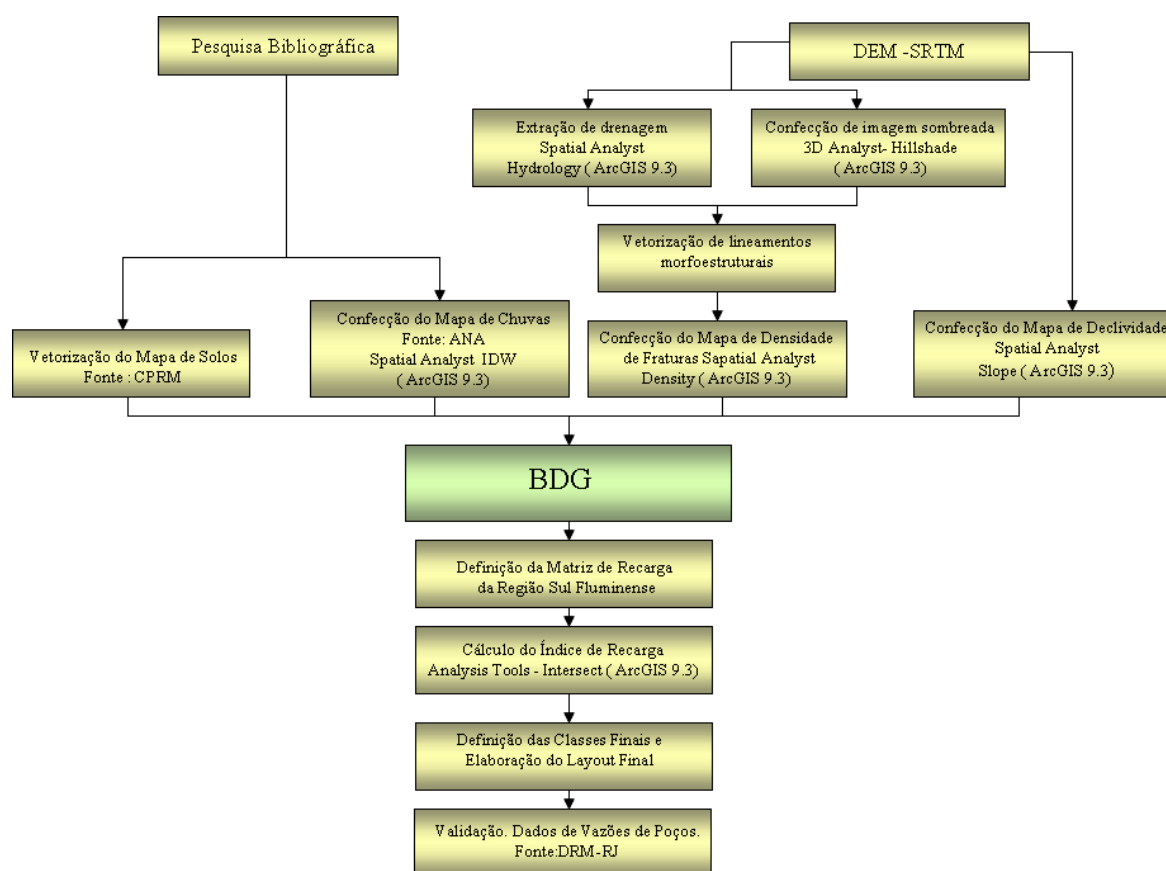 Pesquisa Bibliográfica
DEM -SRTM
Extração de drenagem
Spatial Analyst
Hydrology ( ArcGIS 9.3)
Confecção de imagem sombreada
3D Analyst- Hillshade
( ArcGIS 9.3)
Vetorização de lineamentos
morfoestruturais
Vetorização do Mapa de Solos
Fonte : CPRM
Confecção do Mapa de Chuvas
Fonte: ANA
Spatial Analyst IDW
( ArcGIS 9.3)
Confecção do Mapa de Densidade
de Fraturas Sapatial Analyst
Density ( ArcGIS 9.3)
Confecção do Mapa de Declividade
Spatial Analyst
Slope ( ArcGIS 9.3)
BDG
Definição da Matriz de Recarga
da Região Sul Fluminense
Cálculo do Índice de Recarga
Analysis Tools - Intersect ( ArcGIS 9.3)
Definição das Classes Finais e
Elaboração do Layout Final
Validação. Dados de Vazões de Poços.
Fonte:DRM-RJ